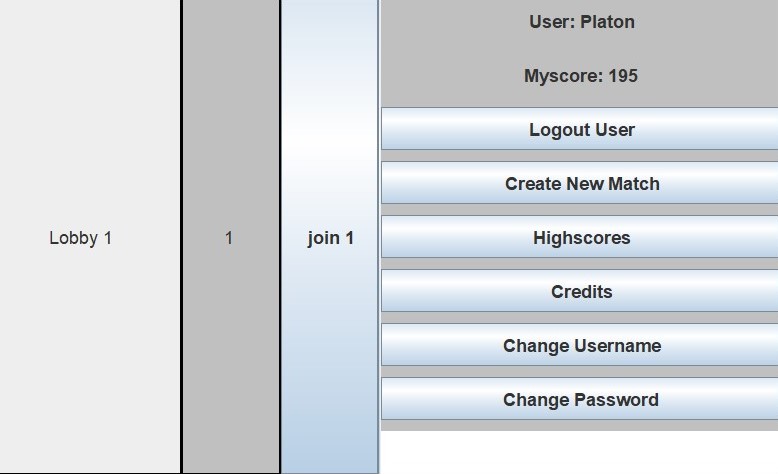 Lobby 1
1
join 1
User: Platon
Myscore: 195
Logout User
Create New Match
Highscores
Credits
Change Username
Change Password